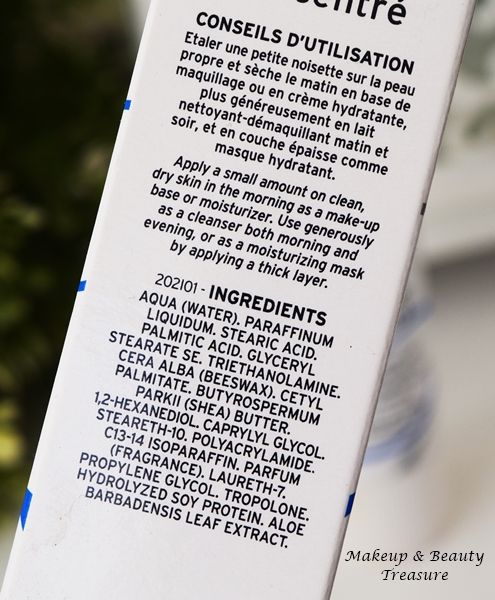 CONSEILS D'UTILISATION
Etaler une petite noisette sur la peau
propre et sèche le matin en base de
maquillage ou en crème hydratante,
plus généreusement en lait
nettoyant-démaquillant matin et
soir, et en couche épaisse comme
masque hydratant.
Apply a small amount on clean,
dry skin in the morning as a make-up
base or moisturizer. Use generously
as a cleanser both morning and
evening, or as a moisturizing mask
by applying a thick layer.
202101 - INGREDIENTS
AQUA (WATER). PARAFFINUM
LIQUIDUM. STEARIC ACID.
PALMITIC ACID. GLYCERYL
STEARATE SE. TRIETHANOLAMINE.
CERA ALBA (BEESWAX). CETYL
PALMITATE. BUTYROSPERMUM
PARKII (SHEA) BUTTER.
1,2-HEXANEDIOL. CAPRYLYL GLYCOL.
STEARETH-10. POLYACRYLAMIDE.
C13-14 ISOPARAFFIN. PARFUM
(FRAGRANCE). LAURETH-7.
PROPYLENE GLYCOL. TROPOLONE.
HYDROLYZED SOY PROTEIN. ALOE
BARBADENSIS LEAF EXTRACT.
Makeup & Beauty
Treasure